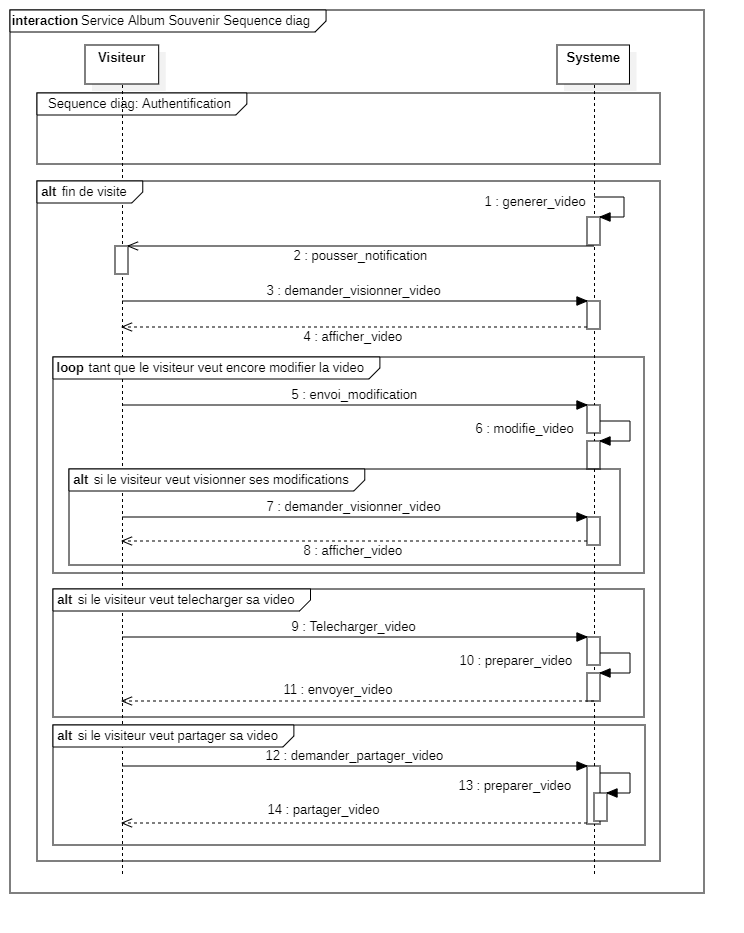 interaction Service Album Souvenir Sequence diag
Visiteur
Systeme
Sequence diag: Authentification
alt fin de visite
1 : generer_video
2 : pousser_notification
3 : demander_visionner_video
4 : afficher_video
loop tant que le visiteur veut encore modifier la video
5 : envoi_modification
6 : modifie_video
alt si le visiteur veut visionner ses modifications
7 : demander_visionner_video
8 : afficher_video
alt si le visiteur veut telecharger sa video
9 : Telecharger_video
10 : preparer_video
11 : envoyer_video
alt si le visiteur veut partager sa video
12 : demander_partager_video
13 : preparer_video
14 : partager_video